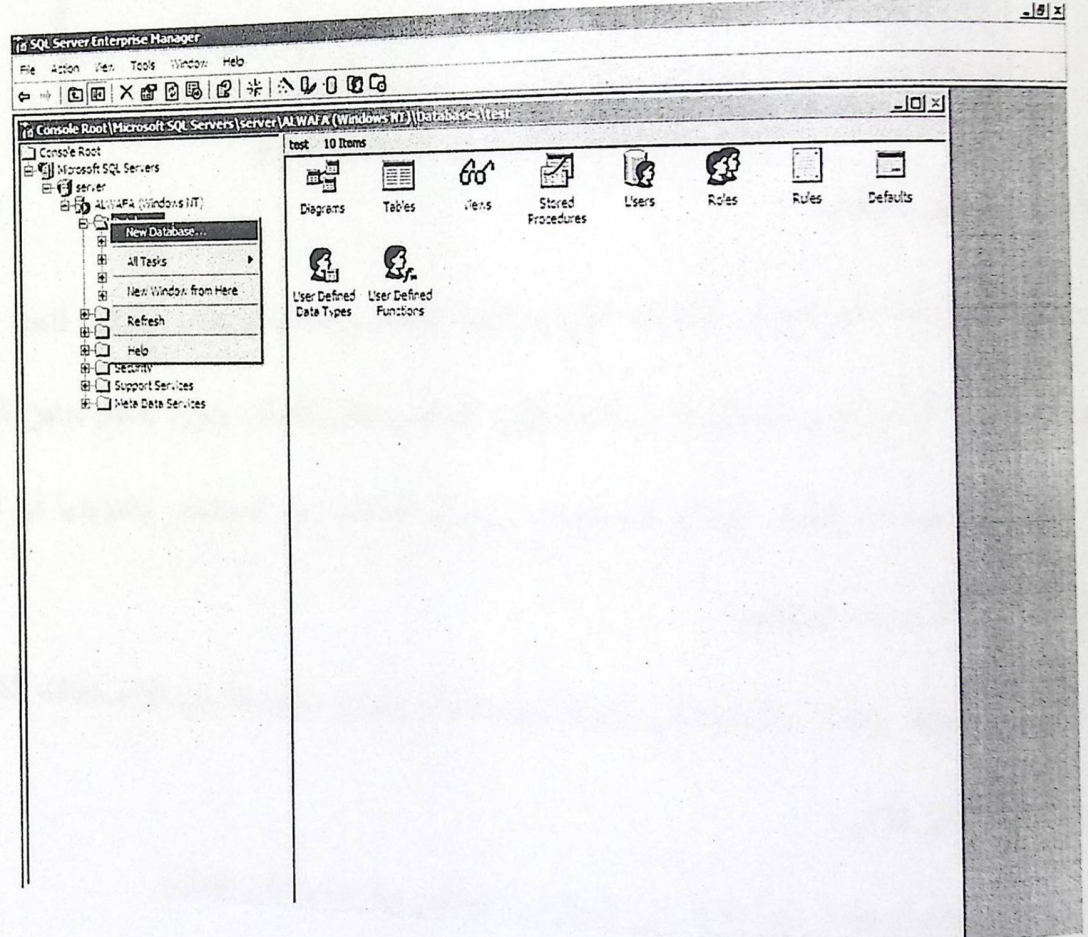 SQL Server Enterprise Manager
File Action View Tools Window Help
Console Root\Microsoft SQL Servers\server\ALWAFA (Windows NT)\Databases\test
Console Root
Microsoft SQL Servers
server
ALWAFA (Windows NT)
New Database...
All Tasks
New Window from Here
Refresh
Help
Security
Support Services
Meta Data Services
test 10 Items
Diagrams
Tables
Views
Stored Procedures
Users
Roles
Rules
Defaults
User Defined Data Types
User Defined Functions